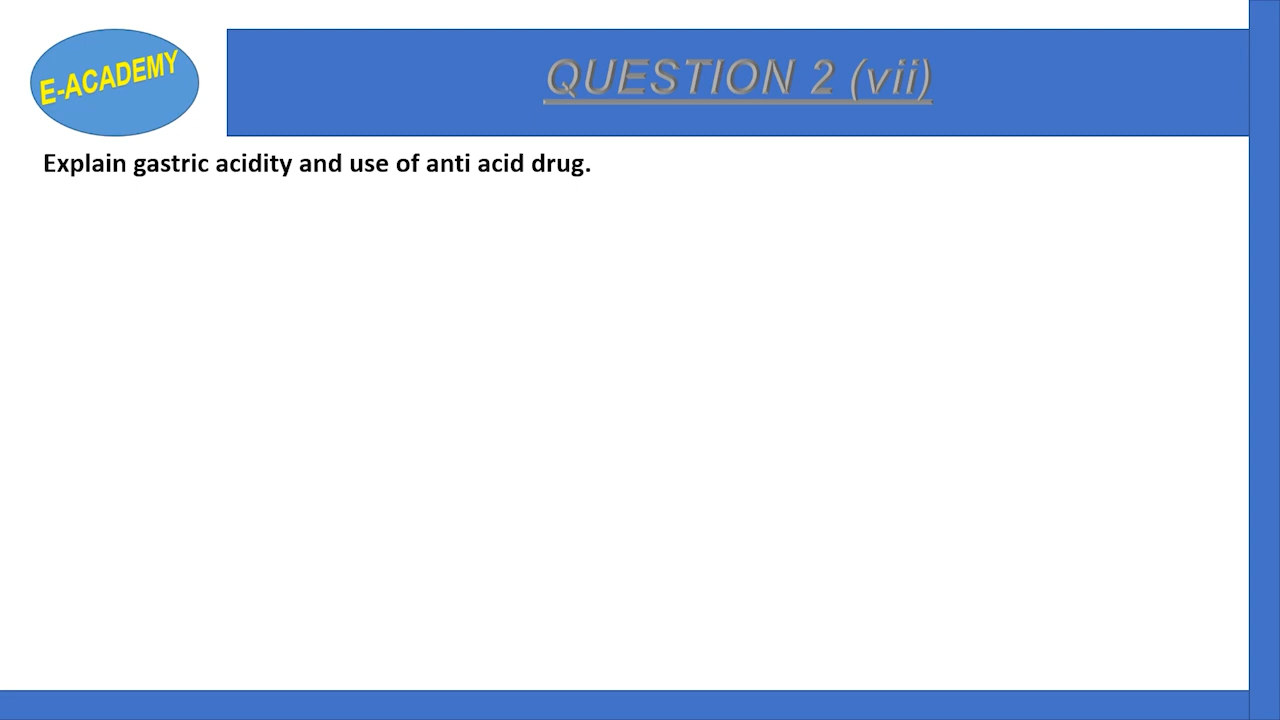 E-ACADEMY
QUESTION 2 (vii)
Explain gastric acidity and use of anti acid drug.